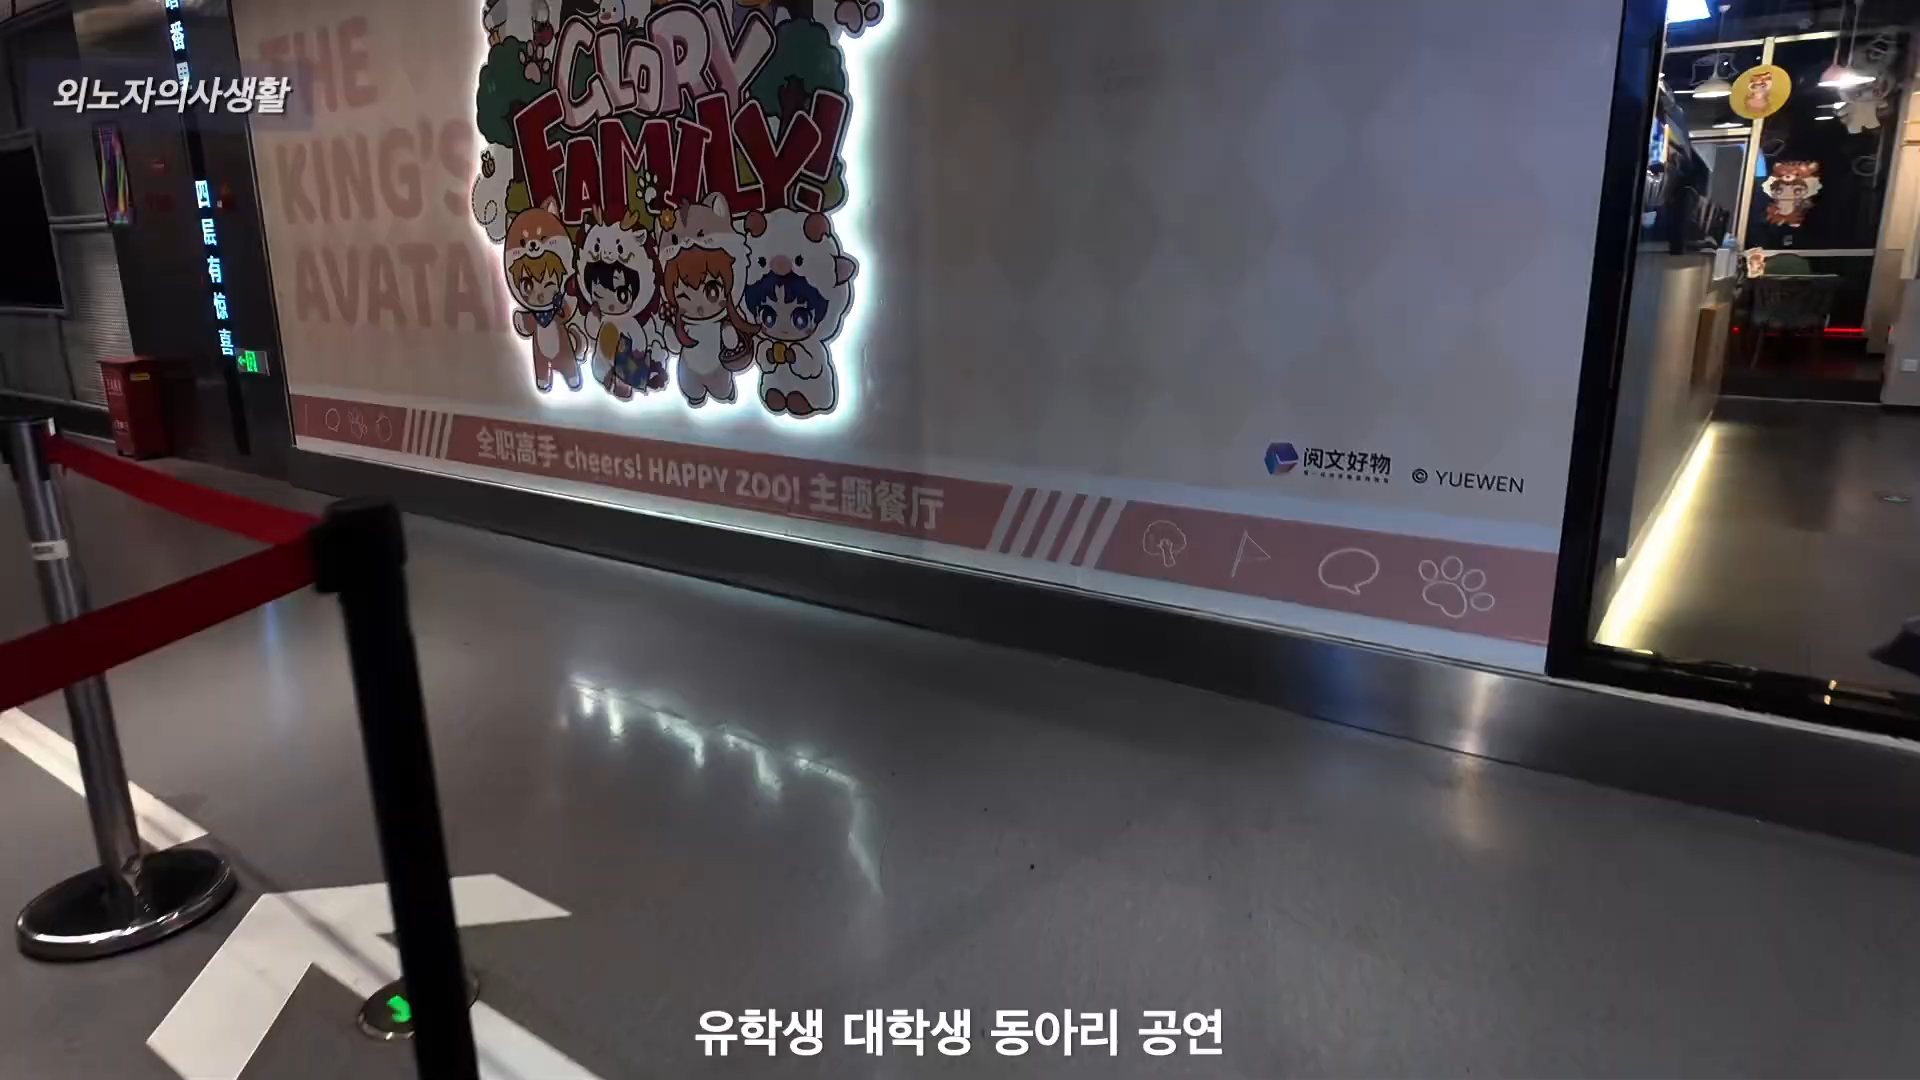 외노자의사생활
THE
KING'S
AVATA
GLORY
FAMILY!
四层有惊喜
全职高手 cheers! HAPPY ZOO! 主题餐厅
阅文好物 © YUEWEN
유학생 대학생 동아리 공연